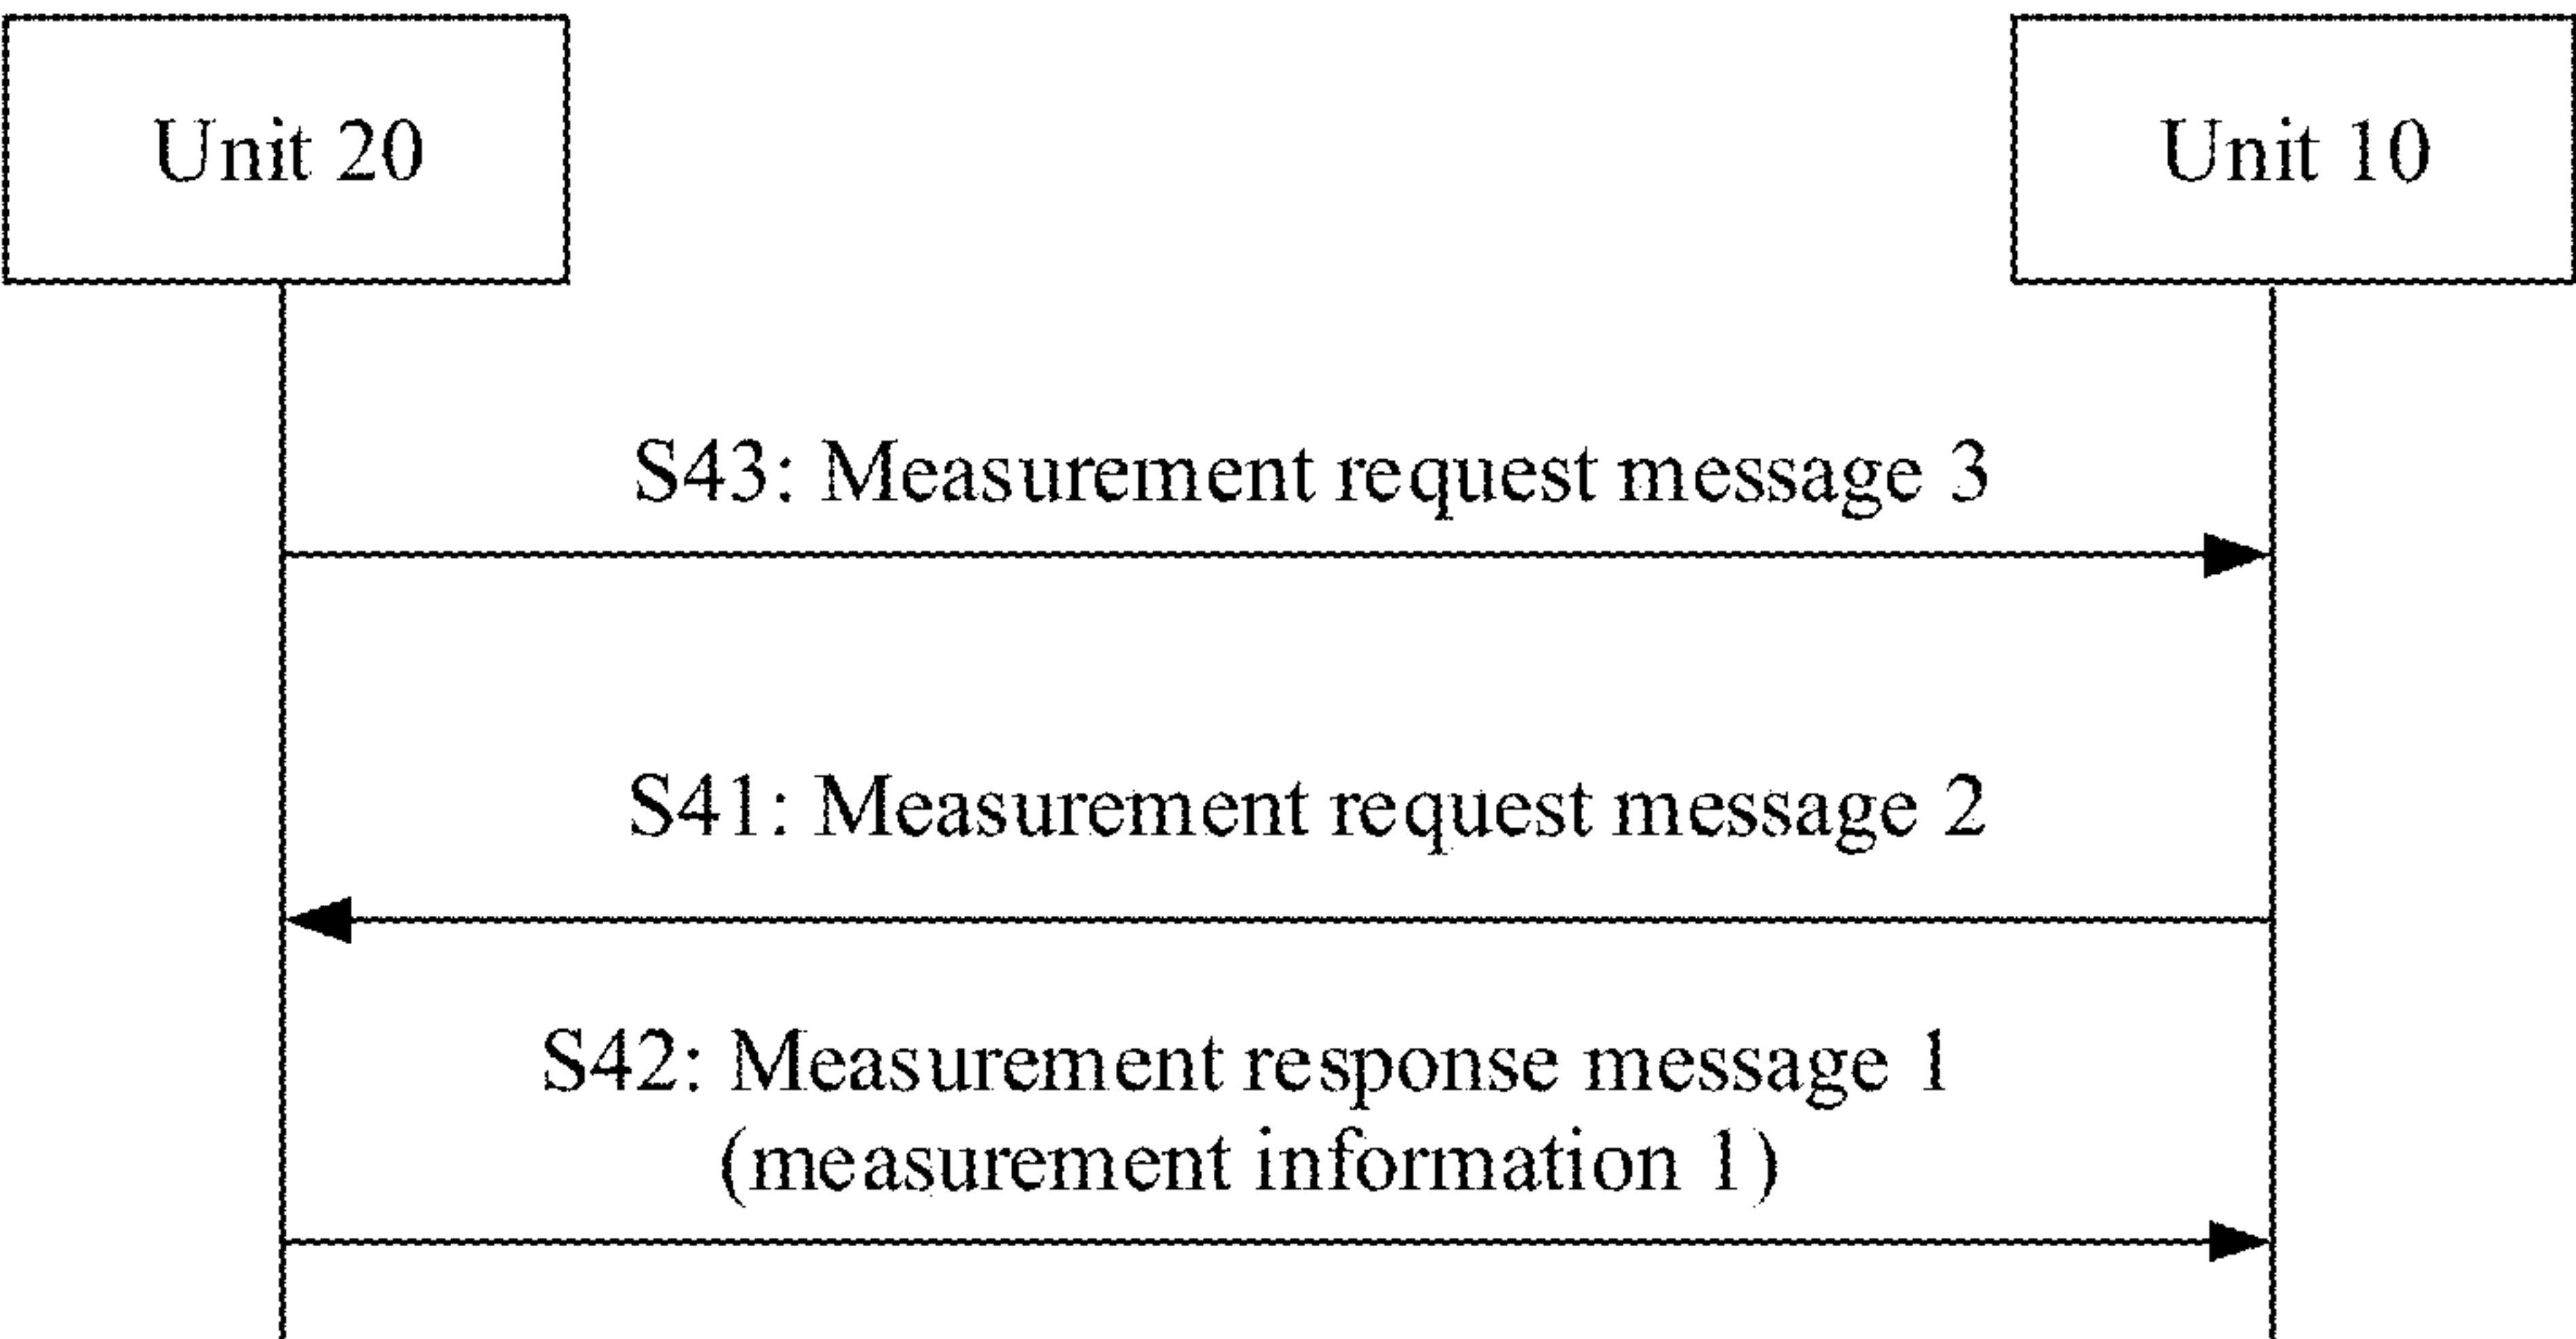 Unit 20
Unit 10
S43: Measurement request message 3
S41: Measurement request message 2
S42: Measurement response message 1
(measurement information 1)